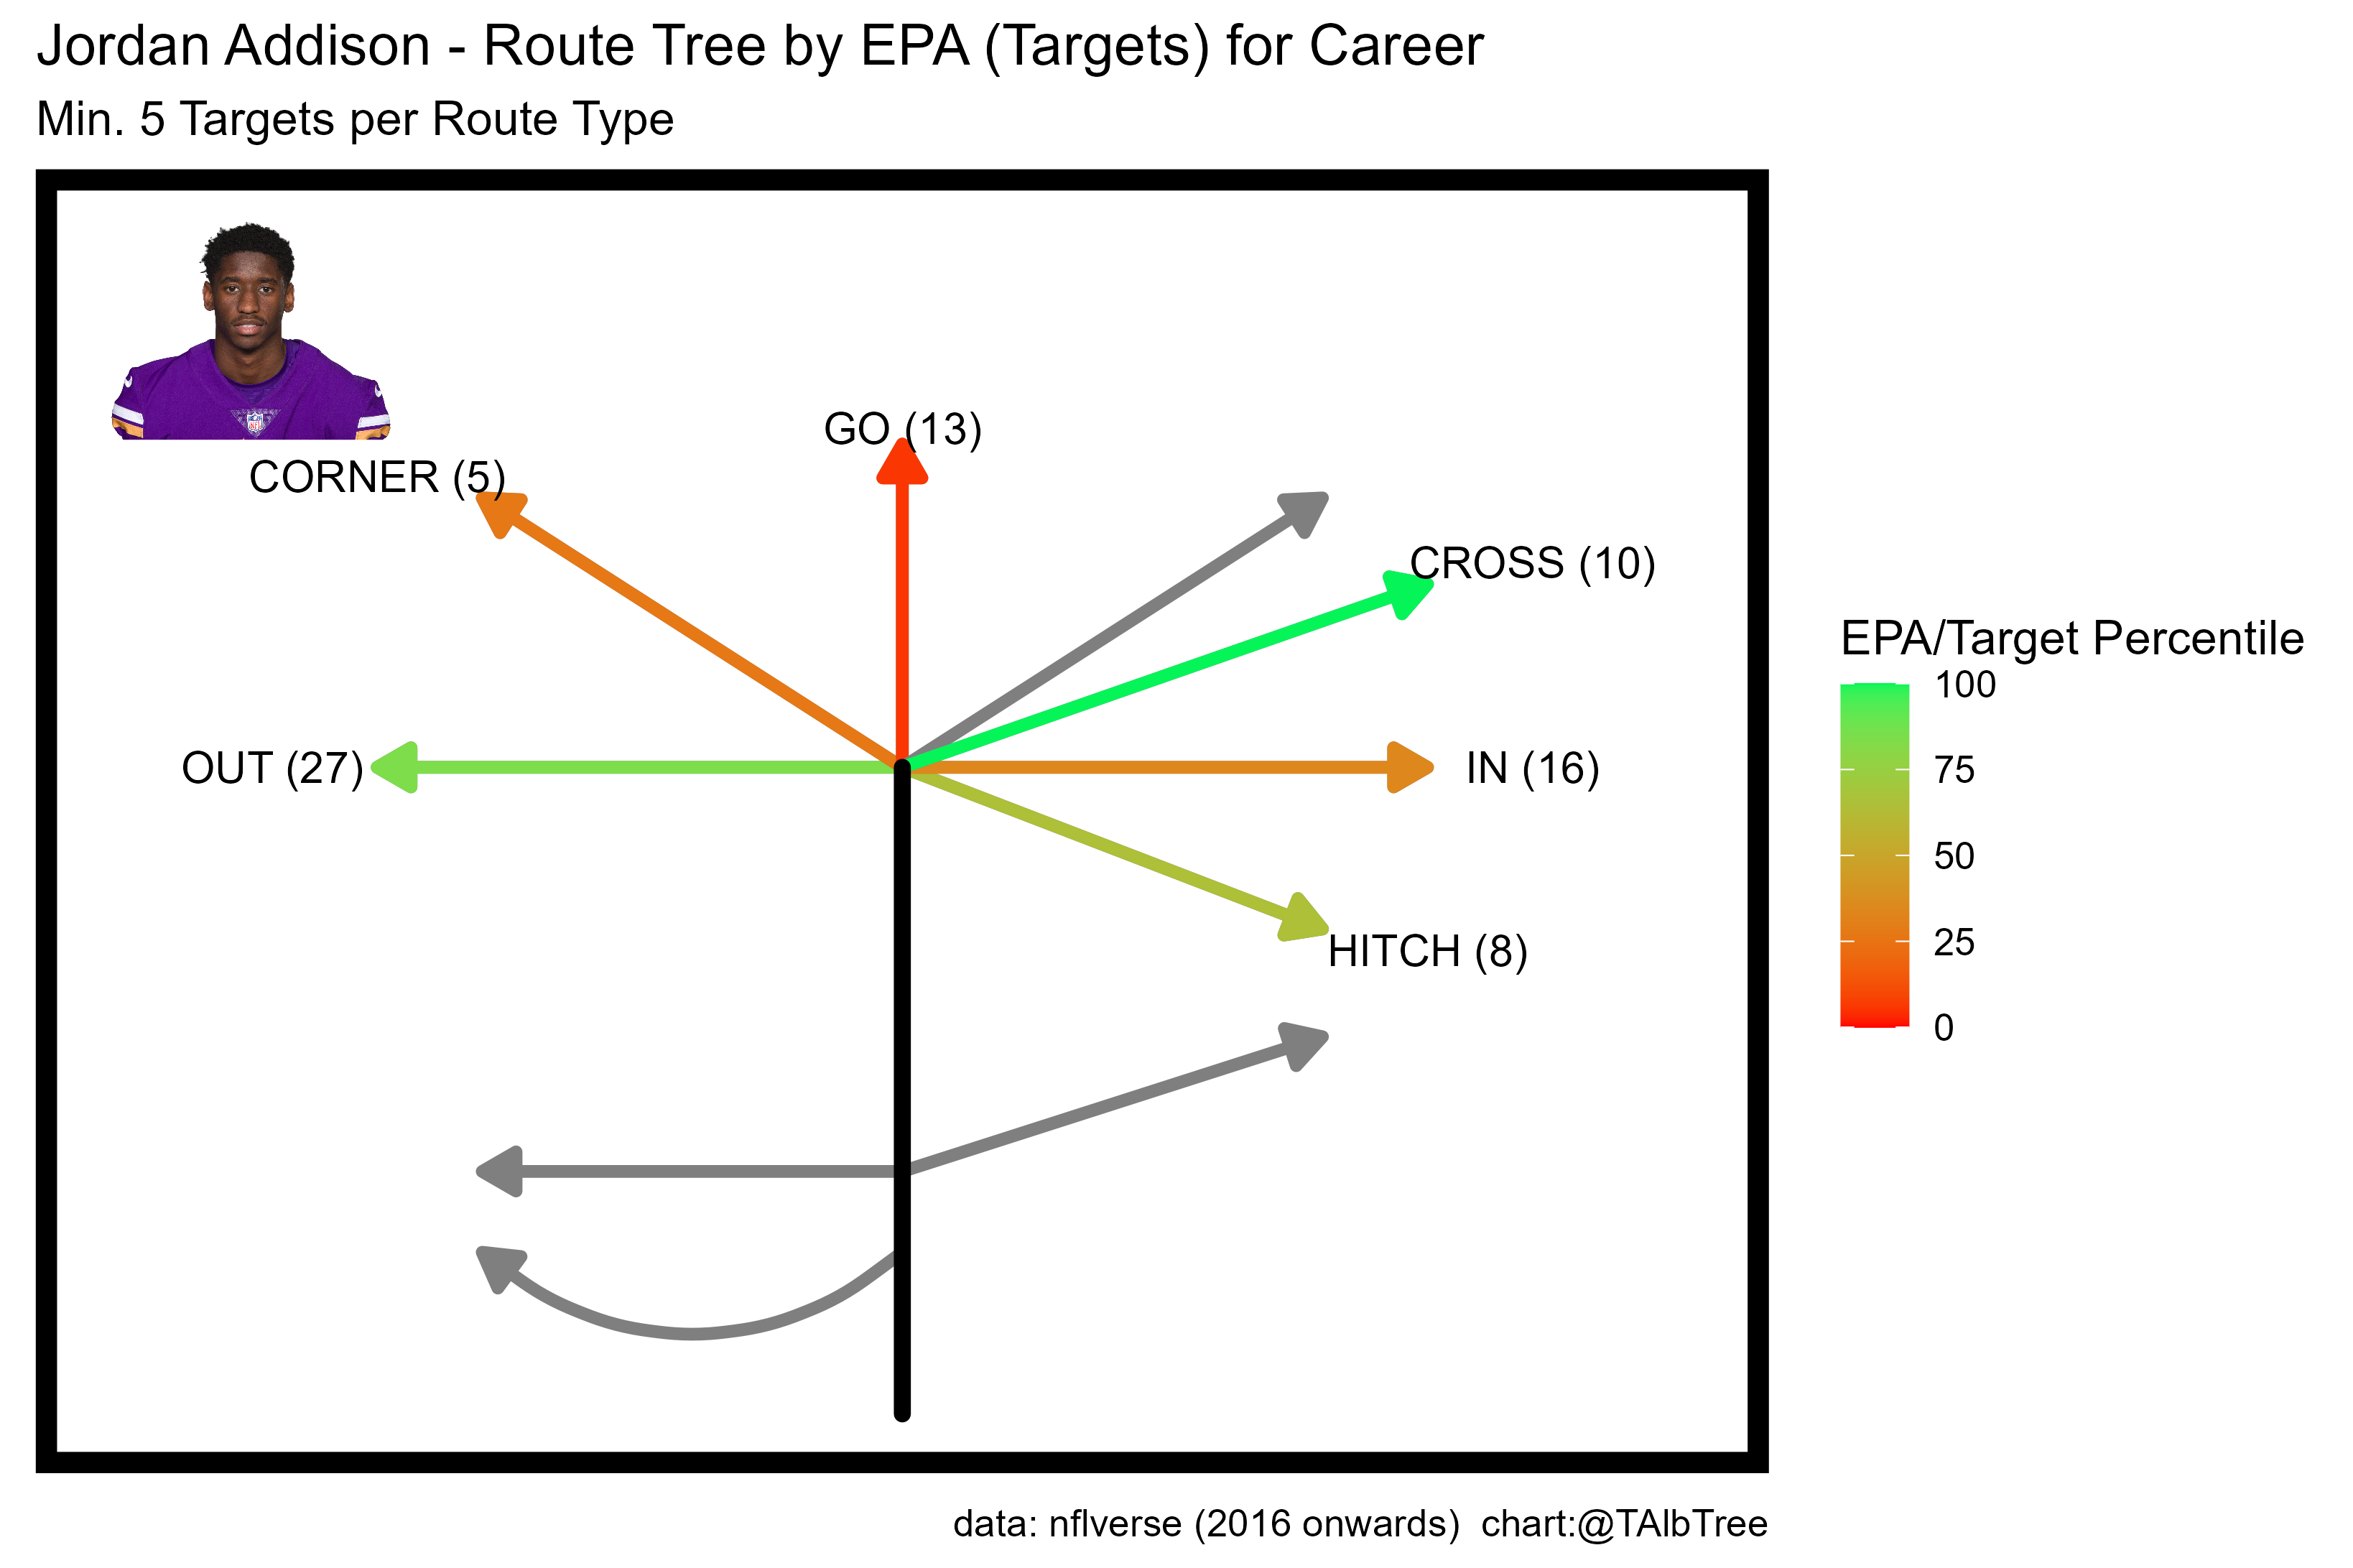 Jordan Addison - Route Tree by EPA (Targets) for Career
Min. 5 Targets per Route Type
GO (13)
CORNER (5)
CROSS (10)
OUT (27)
IN (16)
HITCH (8)
EPA/Target Percentile
100
75
50
25
0
data: nflverse (2016 onwards)  chart:@TAlbTree